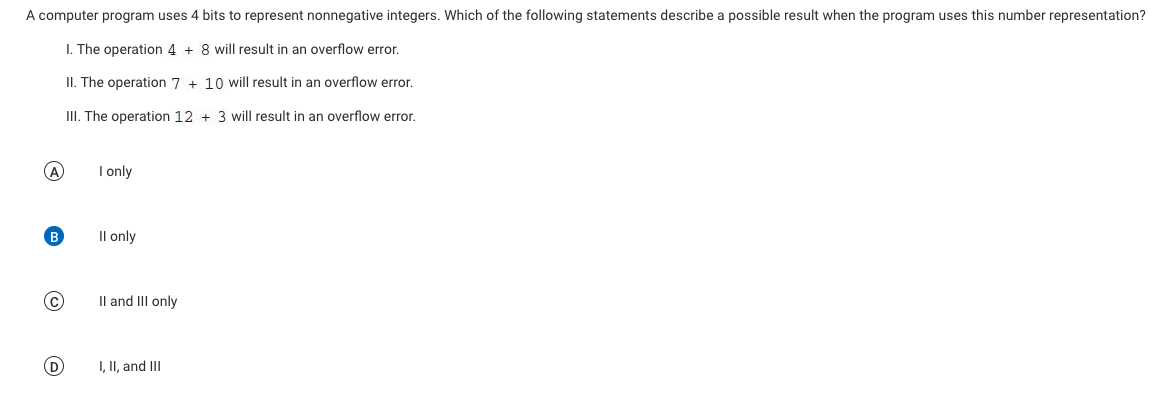 A computer program uses 4 bits to represent nonnegative integers. Which of the following statements describe a possible result when the program uses this number representation?
I. The operation 4 + 8 will result in an overflow error.
II. The operation 7 + 10 will result in an overflow error.
III. The operation 12 + 3 will result in an overflow error.
A I only
B II only
C II and III only
D I, II, and III